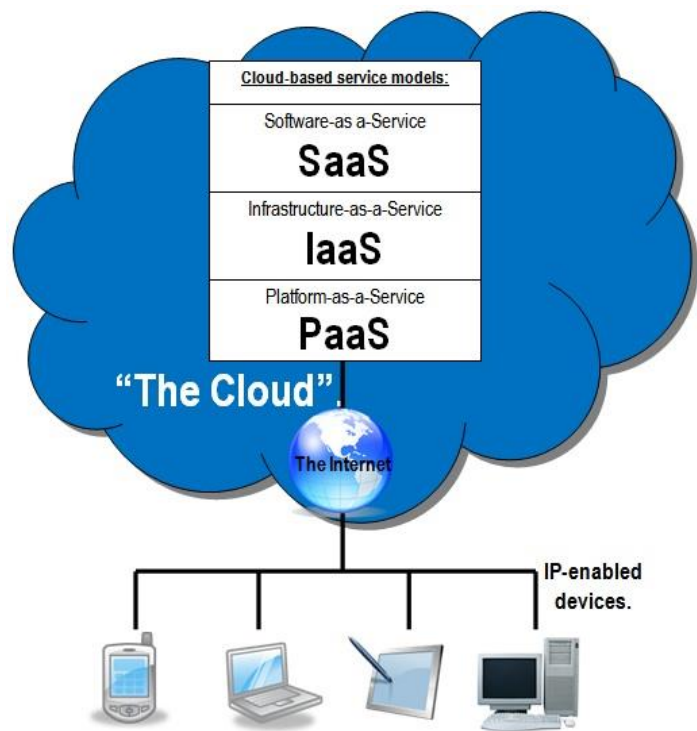 Cloud-based service models:
Software-as a-Service
SaaS
Infrastructure-as-a-Service
IaaS
Platform-as-a-Service
PaaS
“The Cloud”.
The Internet
IP-enabled
devices.